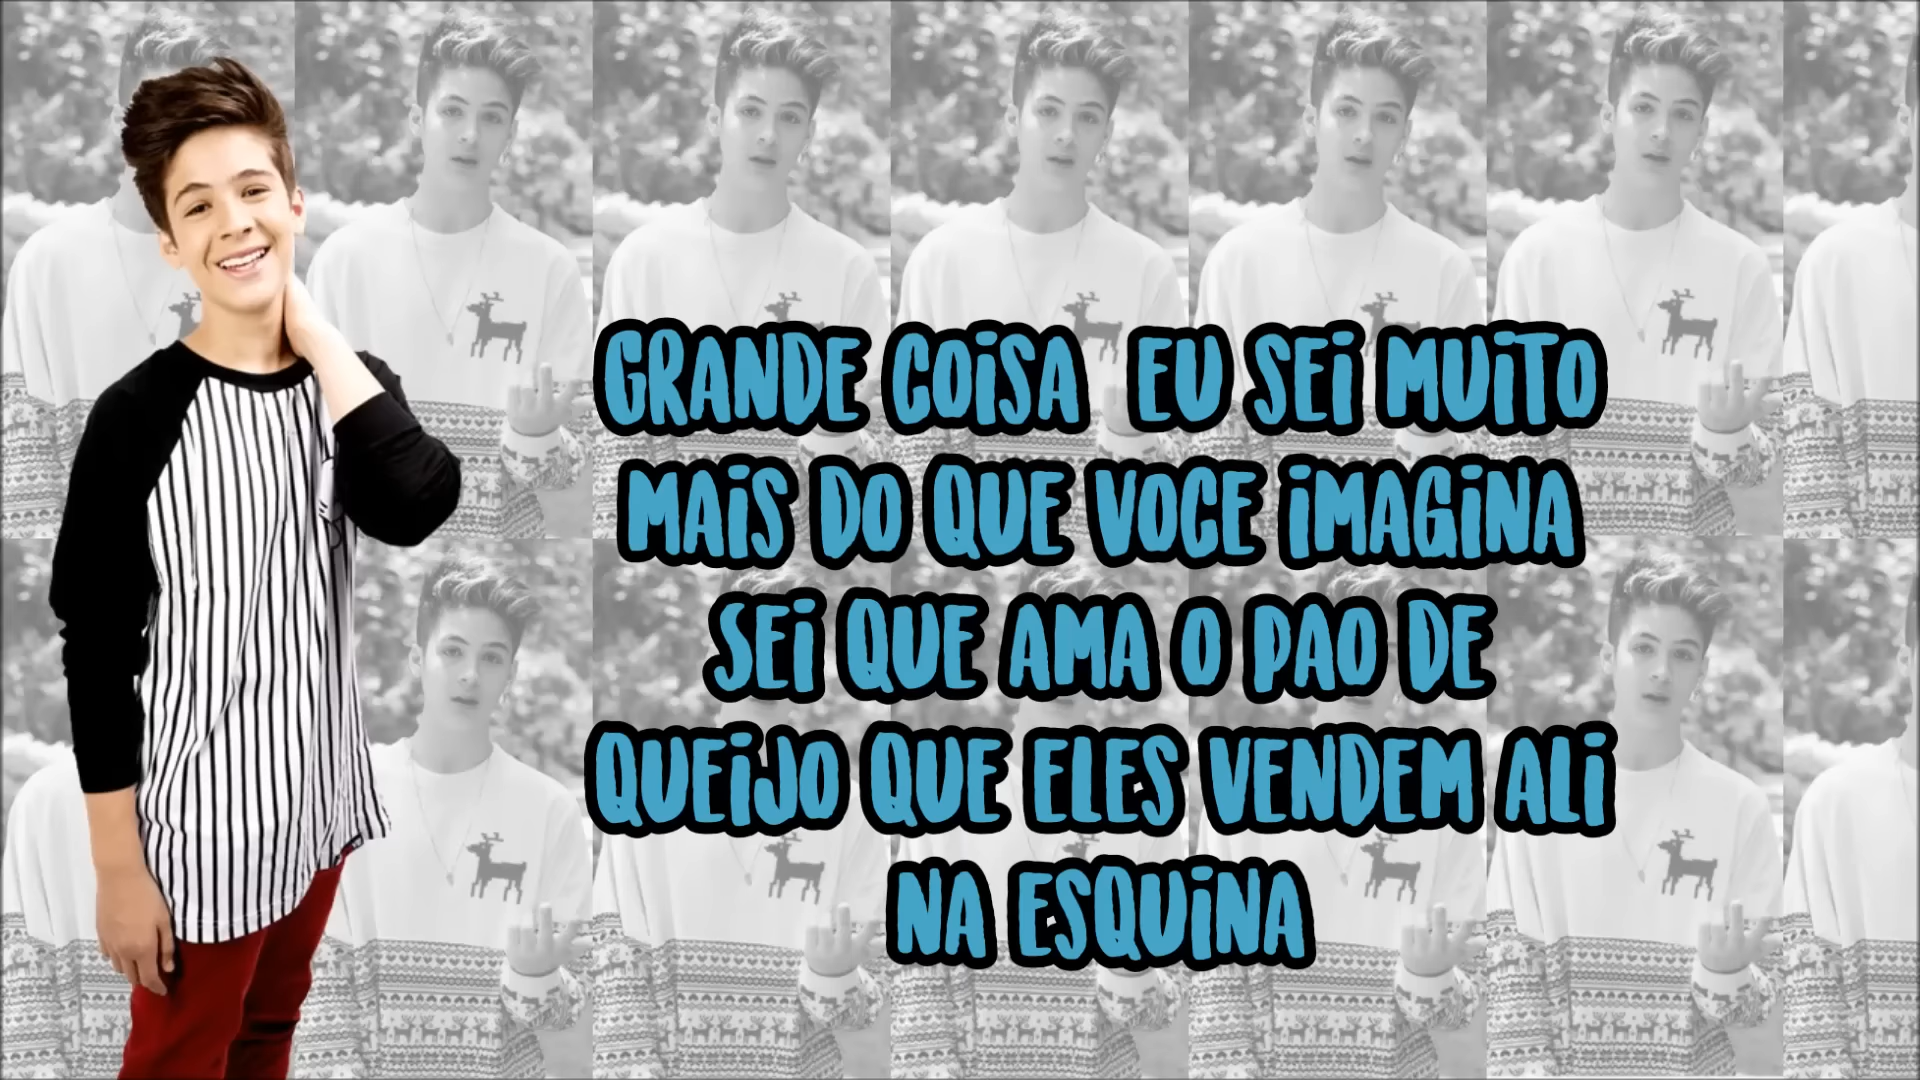 GRANDE COISA EU SEI MUITO
MAIS DO QUE VOCE IMAGINA
SEI QUE AMA O PAO DE
QUEIJO QUE ELES VENDEM ALI
NA ESQUINA